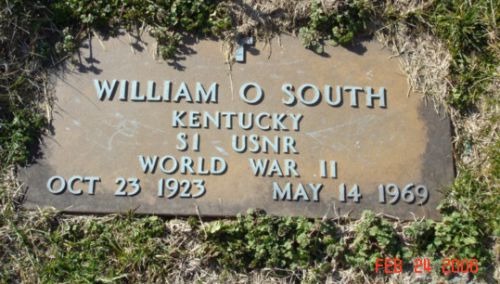 WILLIAM O SOUTH
KENTUCKY
S1 USNR
WORLD WAR II
OCT 23 1923 MAY 14 1969
FEB 24 2006